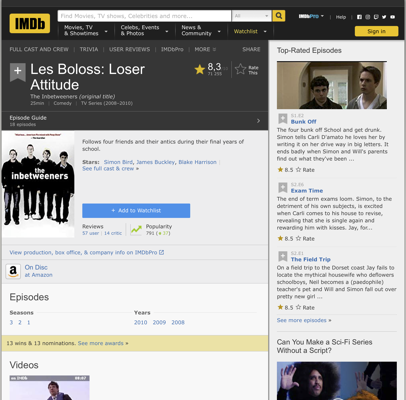 IMDb
Find Movies, TV shows, Celebrities and more...
All
IMDbPro
Help
Movies, TV
& Showtimes
Celebs, Events
& Photos
News &
Community
Watchlist
Sign in
FULL CAST AND CREW | TRIVIA | USER REVIEWS | IMDbPro | MORE
SHARE
Les Boloss: Loser
Attitude
The Inbetweeners (original title)
25min | Comedy | TV Series (2008–2010)
8,3
Rate
This
Episode Guide
18 episodes
the
inbetweeners
Follows four friends and their antics during their final years of
school.
Stars: Simon Bird, James Buckley, Blake Harrison |
See full cast & crew »
+ Add to Watchlist
Reviews
57 user | 14 critic
Popularity
View production, box office, & company info on IMDbPro
On Disc
at Amazon
Episodes
Seasons
3 2 1
Years
2010 2009 2008
13 wins & 13 nominations. See more awards »
Videos
Top-Rated Episodes
S1.E2
Bunk Off
The four bunk off School and get drunk.
Simon tells Carli D'amato he loves her by
writing it on her drive way in big letters. It
ends badly when Simon and Will's parents
find out what they've been ...
8.5 Rate
S2.E6
Exam Time
The end of term exams loom. Simon, to the
detriment of his own subjects, is excited
when Carli comes to his house to revise,
revealing that she is single again and
rewarding him with kisses. Jay, for...
8.5 Rate
S2.E1
The Field Trip
On a field trip to the Dorset coast Jay fails to
locate the mythical housewife who deflowers
schoolboys, Neil becomes a (paedophile)
teacher's pet and Will and Simon fall out over
pretty new girl ...
8.5 Rate
See more episodes »
Can You Make a Sci-Fi Series
Without a Script?